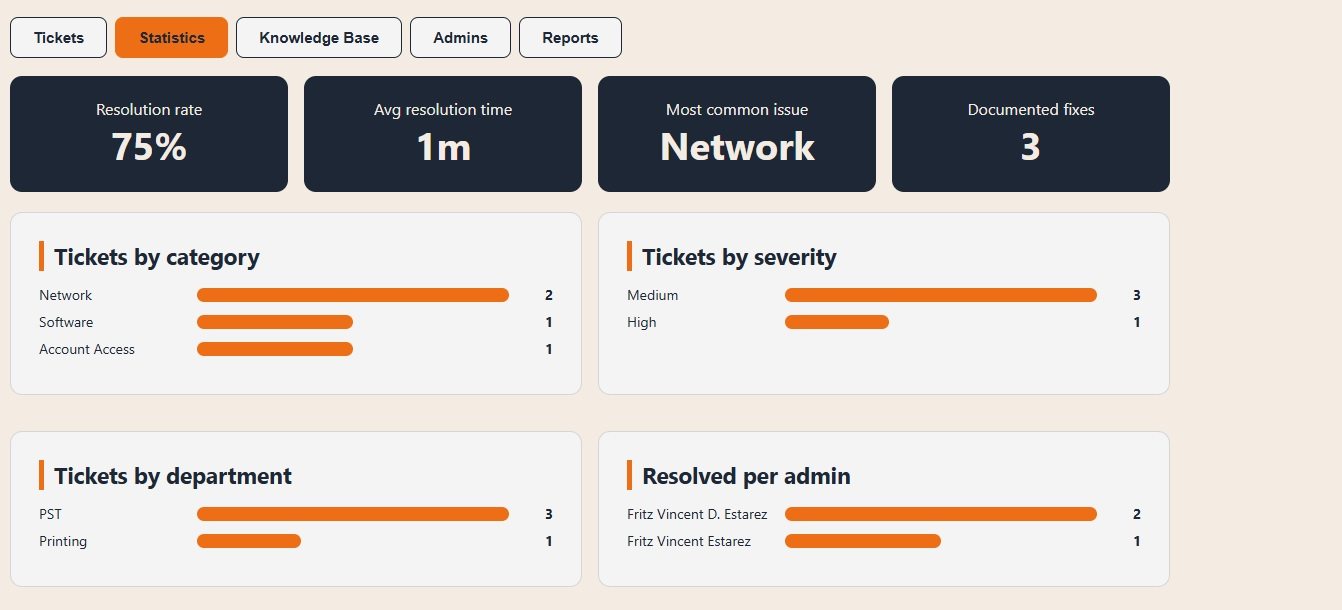 Tickets Statistics Knowledge Base Admins Reports
Resolution rate
75%
Avg resolution time
1m
Most common issue
Network
Documented fixes
3
Tickets by category
Network 2
Software 1
Account Access 1
Tickets by severity
Medium 3
High 1
Tickets by department
PST 3
Printing 1
Resolved per admin
Fritz Vincent D. Estarez 2
Fritz Vincent Estarez 1